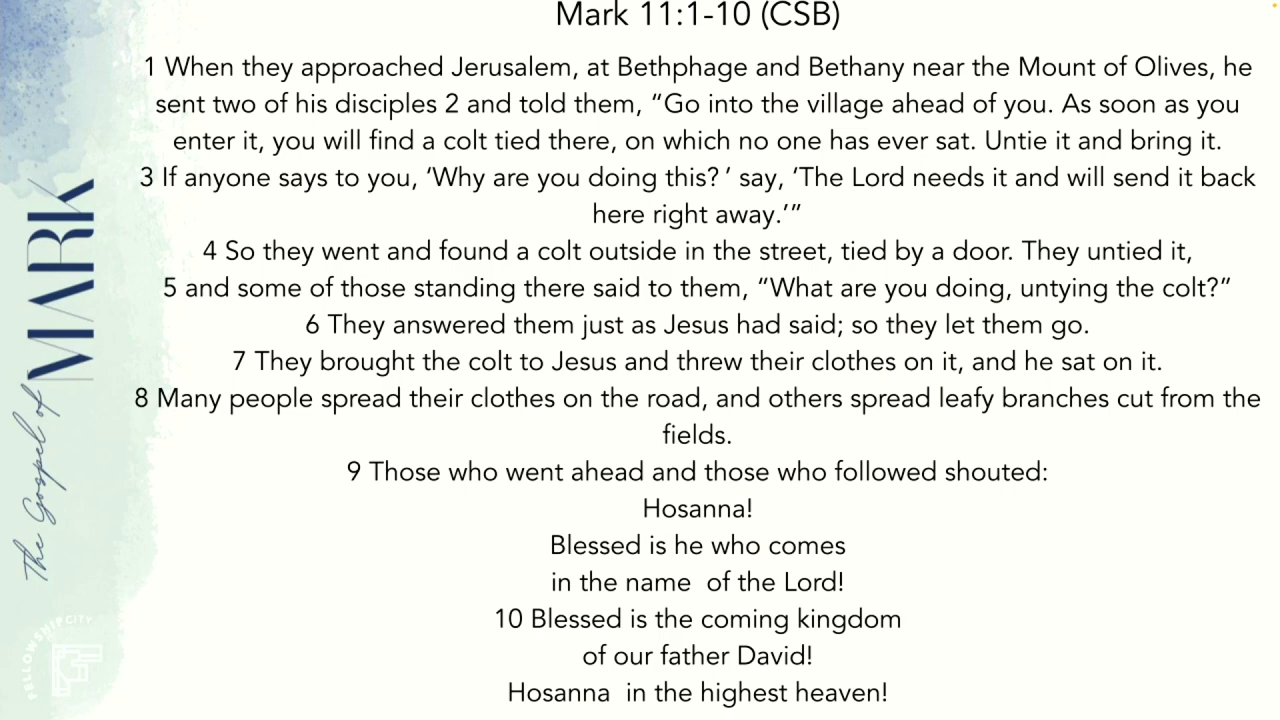 Mark 11:1-10 (CSB)
1 When they approached Jerusalem, at Bethphage and Bethany near the Mount of Olives, he
sent two of his disciples 2 and told them, “Go into the village ahead of you. As soon as you
enter it, you will find a colt tied there, on which no one has ever sat. Untie it and bring it.
3 If anyone says to you, ‘Why are you doing this? ’ say, ‘The Lord needs it and will send it back
here right away.’”
4 So they went and found a colt outside in the street, tied by a door. They untied it,
5 and some of those standing there said to them, “What are you doing, untying the colt?”
6 They answered them just as Jesus had said; so they let them go.
7 They brought the colt to Jesus and threw their clothes on it, and he sat on it.
8 Many people spread their clothes on the road, and others spread leafy branches cut from the
fields.
9 Those who went ahead and those who followed shouted:
Hosanna!
Blessed is he who comes
in the name  of the Lord!
10 Blessed is the coming kingdom
of our father David!
Hosanna  in the highest heaven!
The Gospel of
MARK
FELLOWSHIP CITY